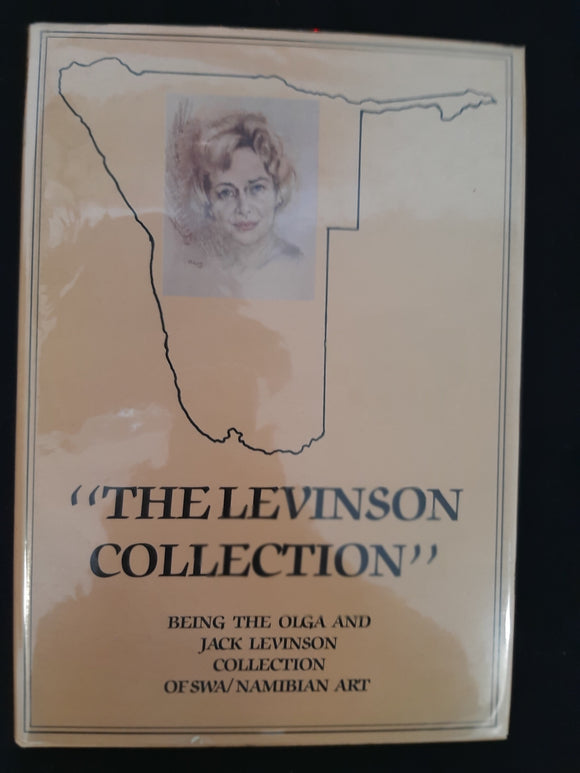 ‘‘THE LEVINSON
COLLECTION’’
BEING THE OLGA AND
JACK LEVINSON
COLLECTION
OF SWA/NAMIBIAN ART